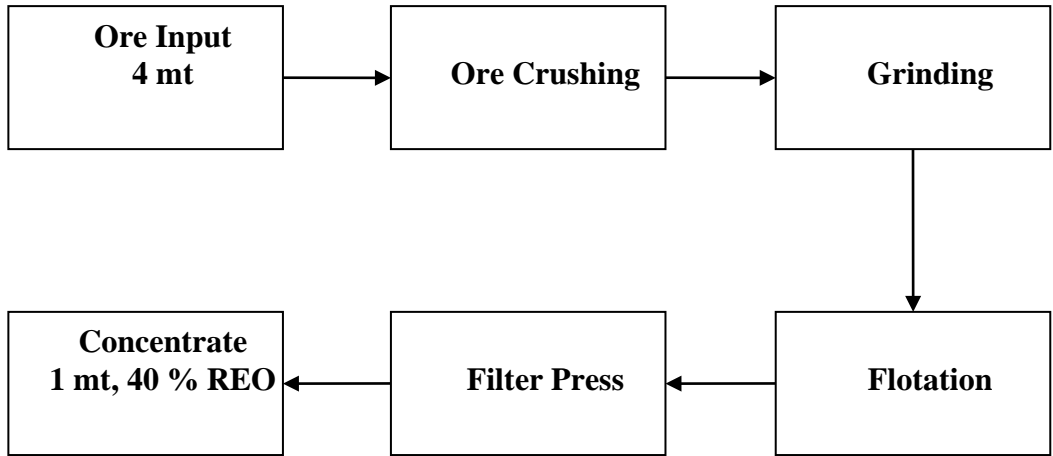 Ore Input
4 mt
Ore Crushing
Grinding
Concentrate
1 mt, 40 % REO
Filter Press
Flotation